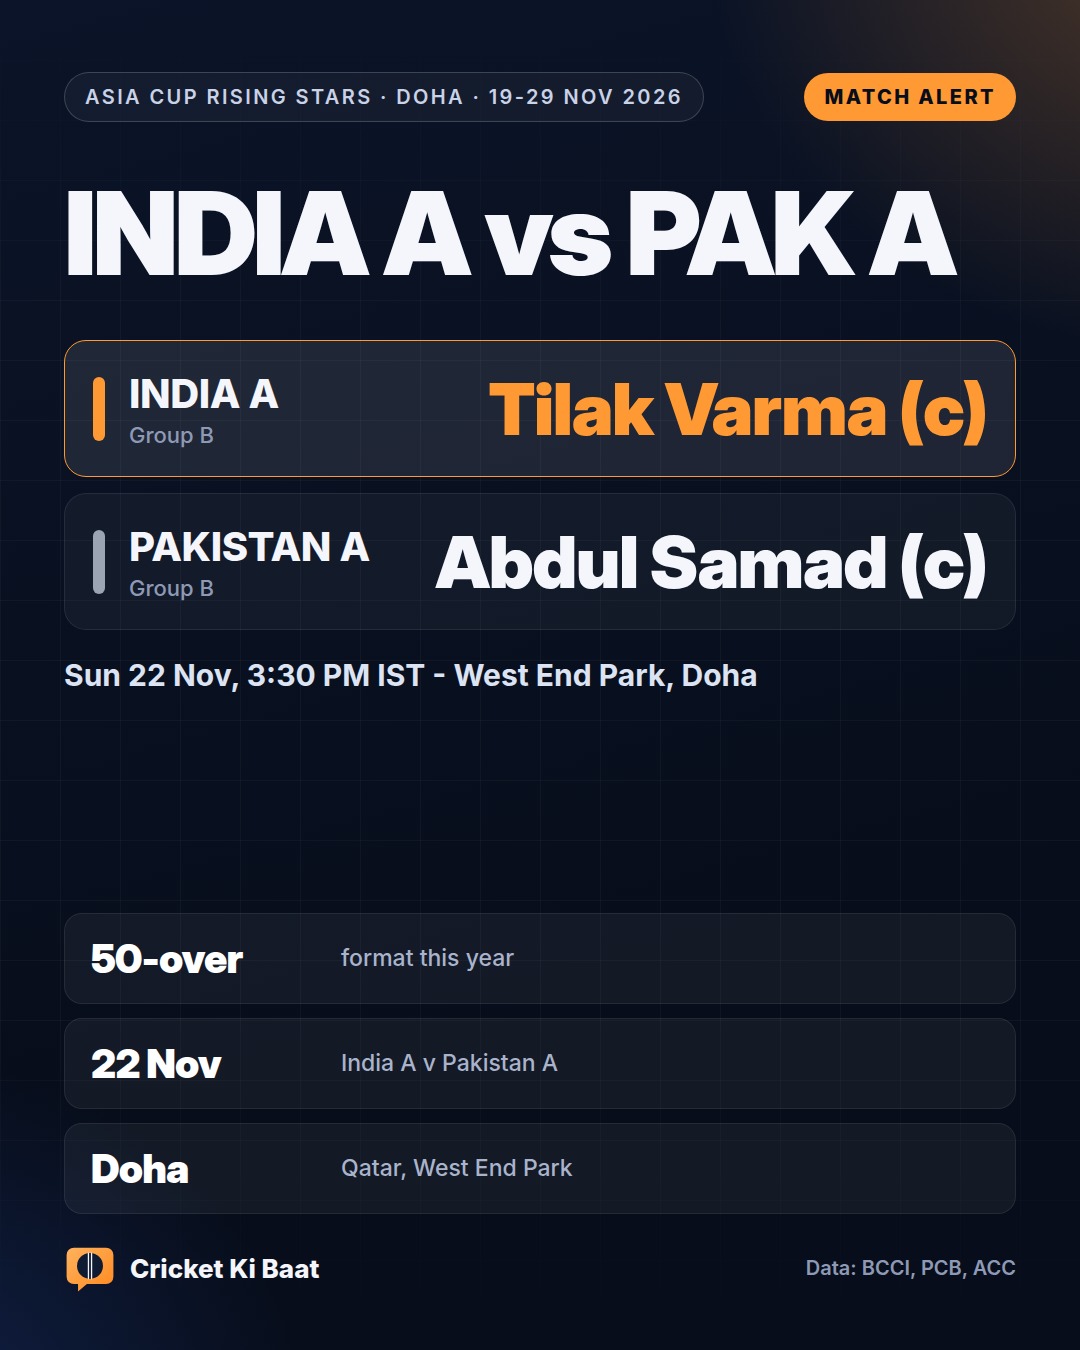 ASIA CUP RISING STARS · DOHA · 19-29 NOV 2026
MATCH ALERT
INDIA A vs PAK A
INDIA A
Group B
Tilak Varma (c)
PAKISTAN A
Group B
Abdul Samad (c)
Sun 22 Nov, 3:30 PM IST - West End Park, Doha
50-over
format this year
22 Nov
India A v Pakistan A
Doha
Qatar, West End Park
Cricket Ki Baat
Data: BCCI, PCB, ACC